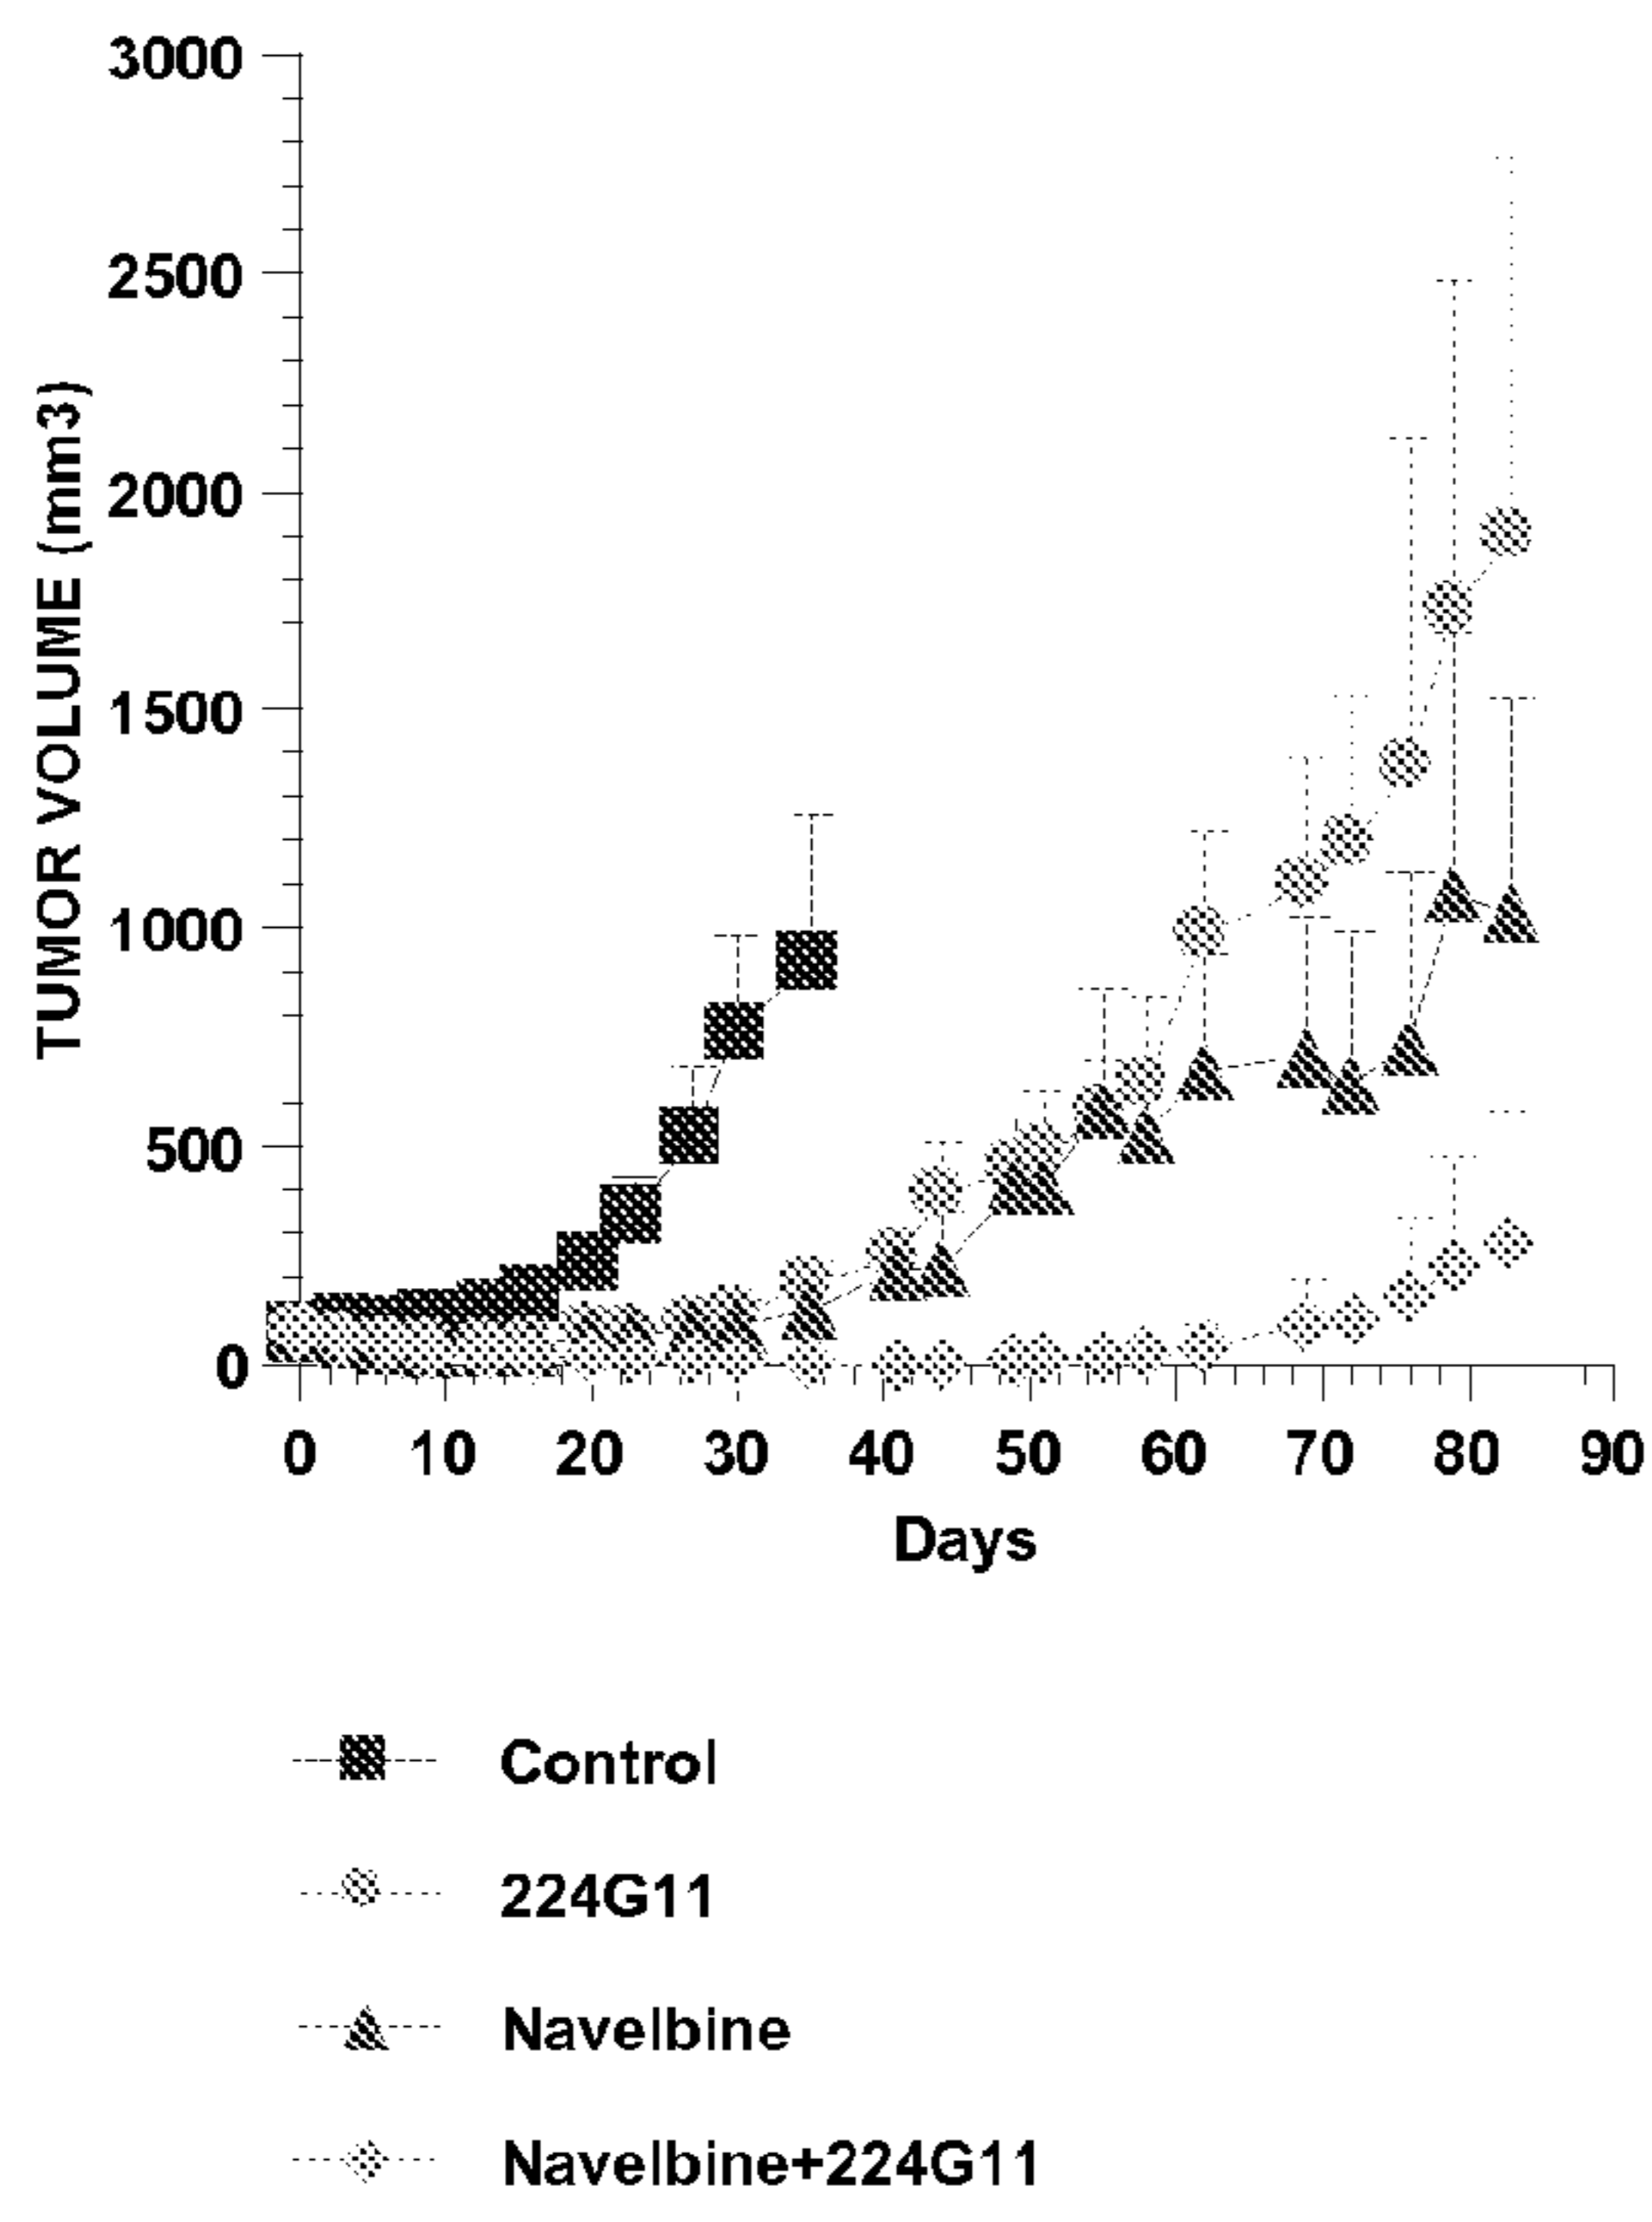 3000
2500
2000
1500
1000
500
0
TUMOR VOLUME (mm3)
0 10 20 30 40 50 60 70 80 90
Days
Control
224G11
Navelbine
Navelbine+224G11